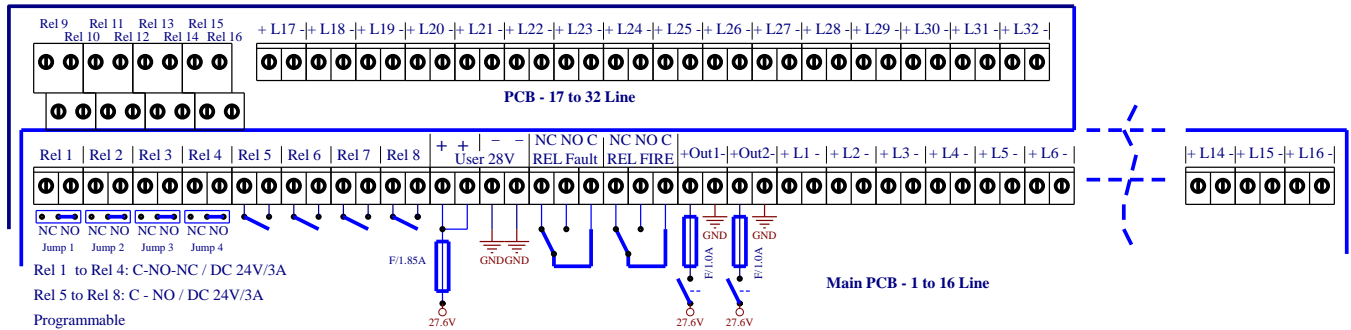 Rel 9 Rel 11 Rel 13 Rel 15
Rel 10 Rel 12 Rel 14 Rel 16
+ L17 - + L18 - + L19 - + L20 - + L21 - + L22 - + L23 - + L24 - + L25 - + L26 - + L27 - + L28 - + L29 - + L30 - + L31 - + L32 -
PCB - 17 to 32 Line
Rel 1 Rel 2 Rel 3 Rel 4 Rel 5 Rel 6 Rel 7 Rel 8
+ + - -
User 28V
NC NO C
REL Fault
NC NO C
REL FIRE
+Out1- +Out2- + L1 - + L2 - + L3 - + L4 - + L5 - + L6 - + L14 - + L15 - + L16 -
NC NO NC NO NC NO NC NO
Jump 1 Jump 2 Jump 3 Jump 4
F/1.85A
GND GND
GND GND
F/1.0A F/1.0A
Rel 1 to Rel 4: C-NO-NC / DC 24V/3A
Rel 5 to Rel 8: C - NO / DC 24V/3A
Programmable
Main PCB - 1 to 16 Line
27.6V 27.6V 27.6V